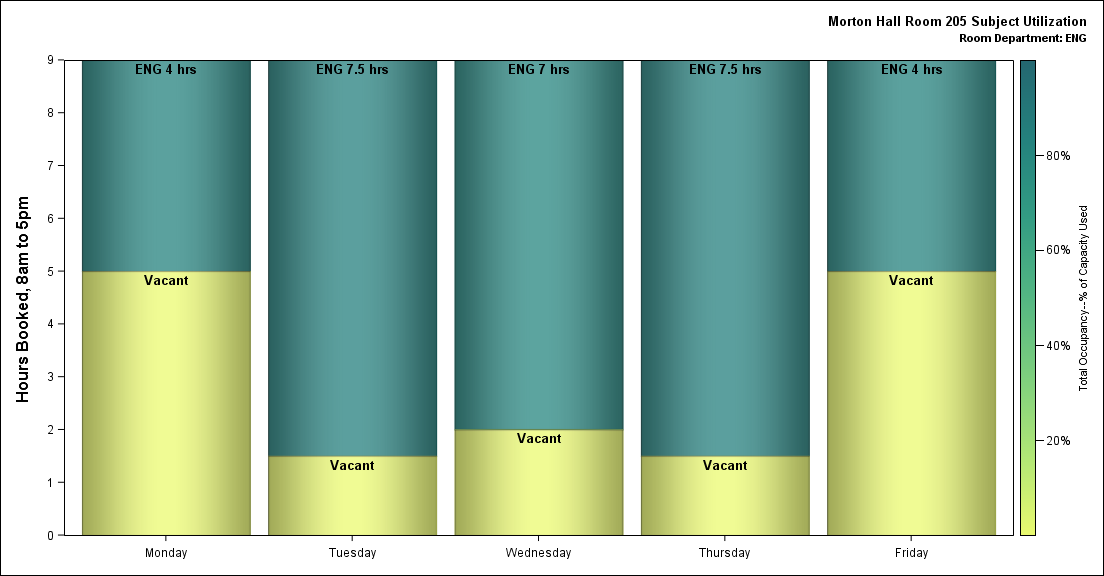 Morton Hall Room 205 Subject Utilization
Room Department: ENG
Hours Booked, 8am to 5pm
9
8
7
6
5
4
3
2
1
0
ENG 4 hrs
ENG 7.5 hrs
ENG 7 hrs
ENG 7.5 hrs
ENG 4 hrs
Vacant
Vacant
Vacant
Vacant
Vacant
Monday
Tuesday
Wednesday
Thursday
Friday
80%
60%
40%
20%
Total Occupancy--% of Capacity Used